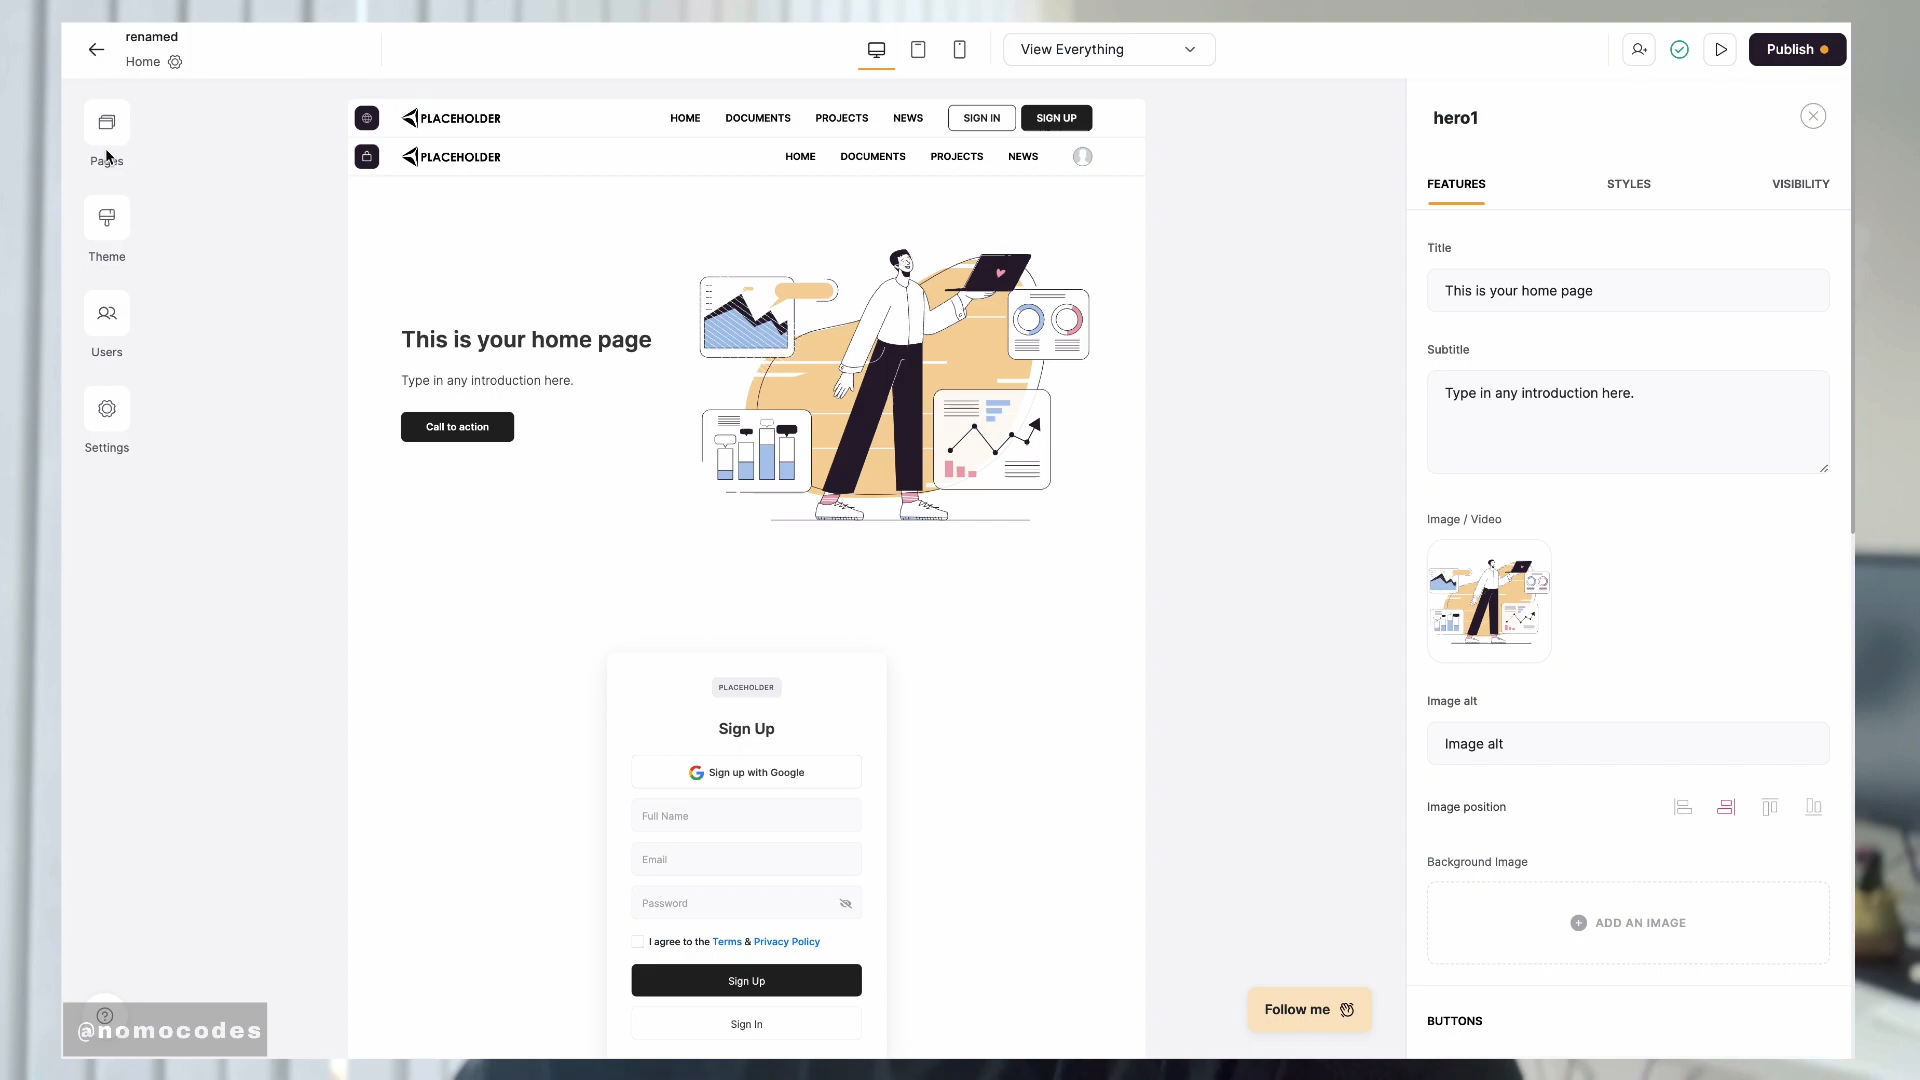 renamed
Home
View Everything
Publish
Pages
Theme
Users
Settings
PLACEHOLDER
HOME
DOCUMENTS
PROJECTS
NEWS
SIGN IN
SIGN UP
PLACEHOLDER
HOME
DOCUMENTS
PROJECTS
NEWS
This is your home page
Type in any introduction here.
Call to action
PLACEHOLDER
Sign Up
Sign up with Google
Full Name
Email
Password
I agree to the Terms & Privacy Policy
Sign Up
Sign In
Follow me
hero1
FEATURES
STYLES
VISIBILITY
Title
This is your home page
Subtitle
Type in any introduction here.
Image / Video
Image alt
Image alt
Image position
Background Image
ADD AN IMAGE
BUTTONS
@nomocodes